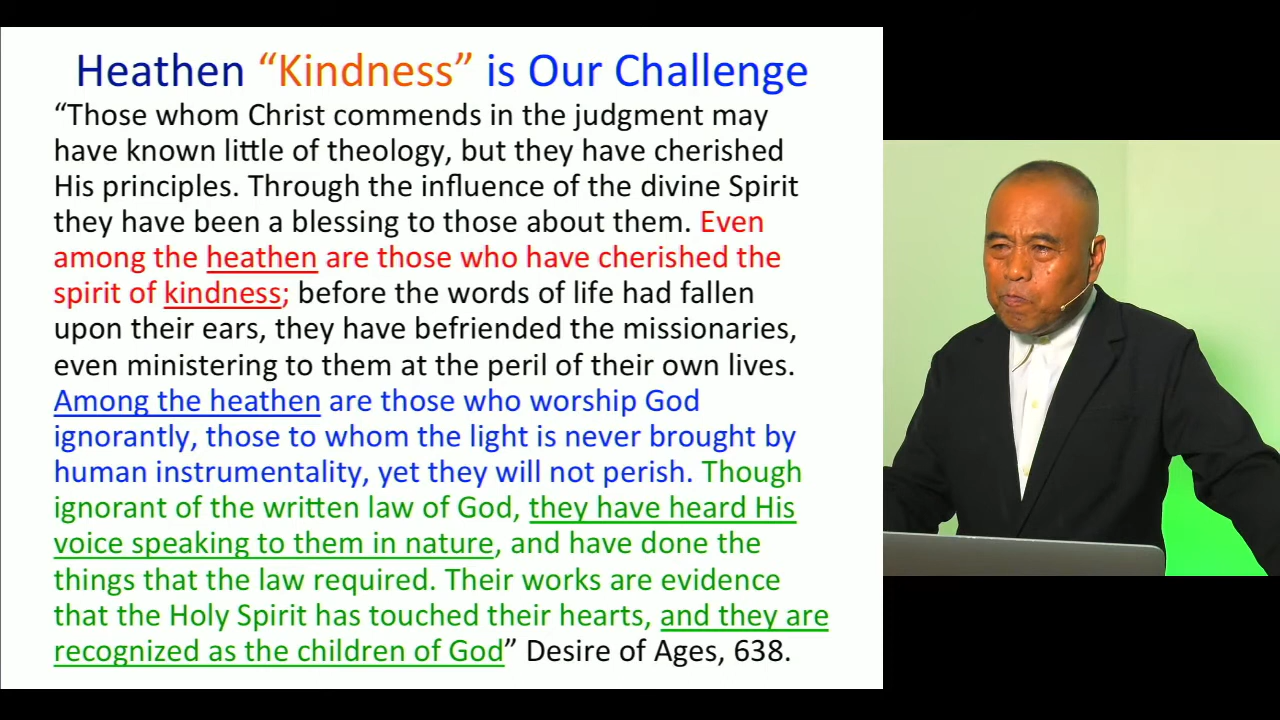 Heathen “Kindness” is Our Challenge
“Those whom Christ commends in the judgment may
have known little of theology, but they have cherished
His principles. Through the influence of the divine Spirit
they have been a blessing to those about them. Even
among the heathen are those who have cherished the
spirit of kindness; before the words of life had fallen
upon their ears, they have befriended the missionaries,
even ministering to them at the peril of their own lives.
Among the heathen are those who worship God
ignorantly, those to whom the light is never brought by
human instrumentality, yet they will not perish. Though
ignorant of the written law of God, they have heard His
voice speaking to them in nature, and have done the
things that the law required. Their works are evidence
that the Holy Spirit has touched their hearts, and they are
recognized as the children of God” Desire of Ages, 638.